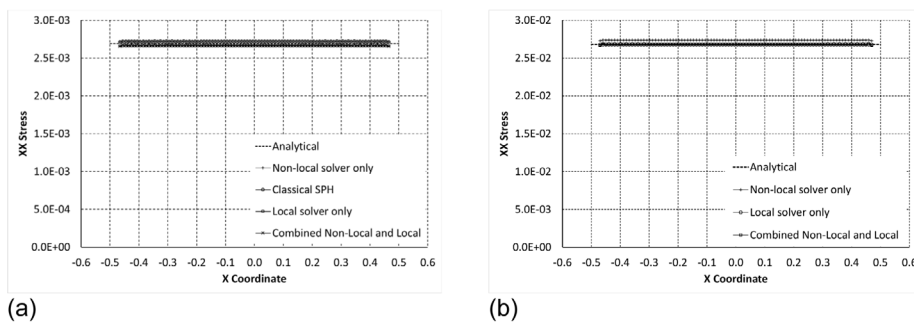 3.0E-03
2.5E-03
2.0E-03
1.5E-03
1.0E-03
5.0E-04
0.0E+00
XX Stress
Analytical
Non-local solver only
Classical SPH
Local solver only
Combined Non-Local and Local
-0.6 -0.5 -0.4 -0.3 -0.2 -0.1 0.0 0.1 0.2 0.3 0.4 0.5 0.6
X Coordinate
(a)
3.0E-02
2.5E-02
2.0E-02
1.5E-02
1.0E-02
5.0E-03
0.0E+00
XX Stress
Analytical
Non-local solver only
Local solver only
Combined Non-Local and Local
-0.6 -0.5 -0.4 -0.3 -0.2 -0.1 0.0 0.1 0.2 0.3 0.4 0.5 0.6
X Coordinate
(b)